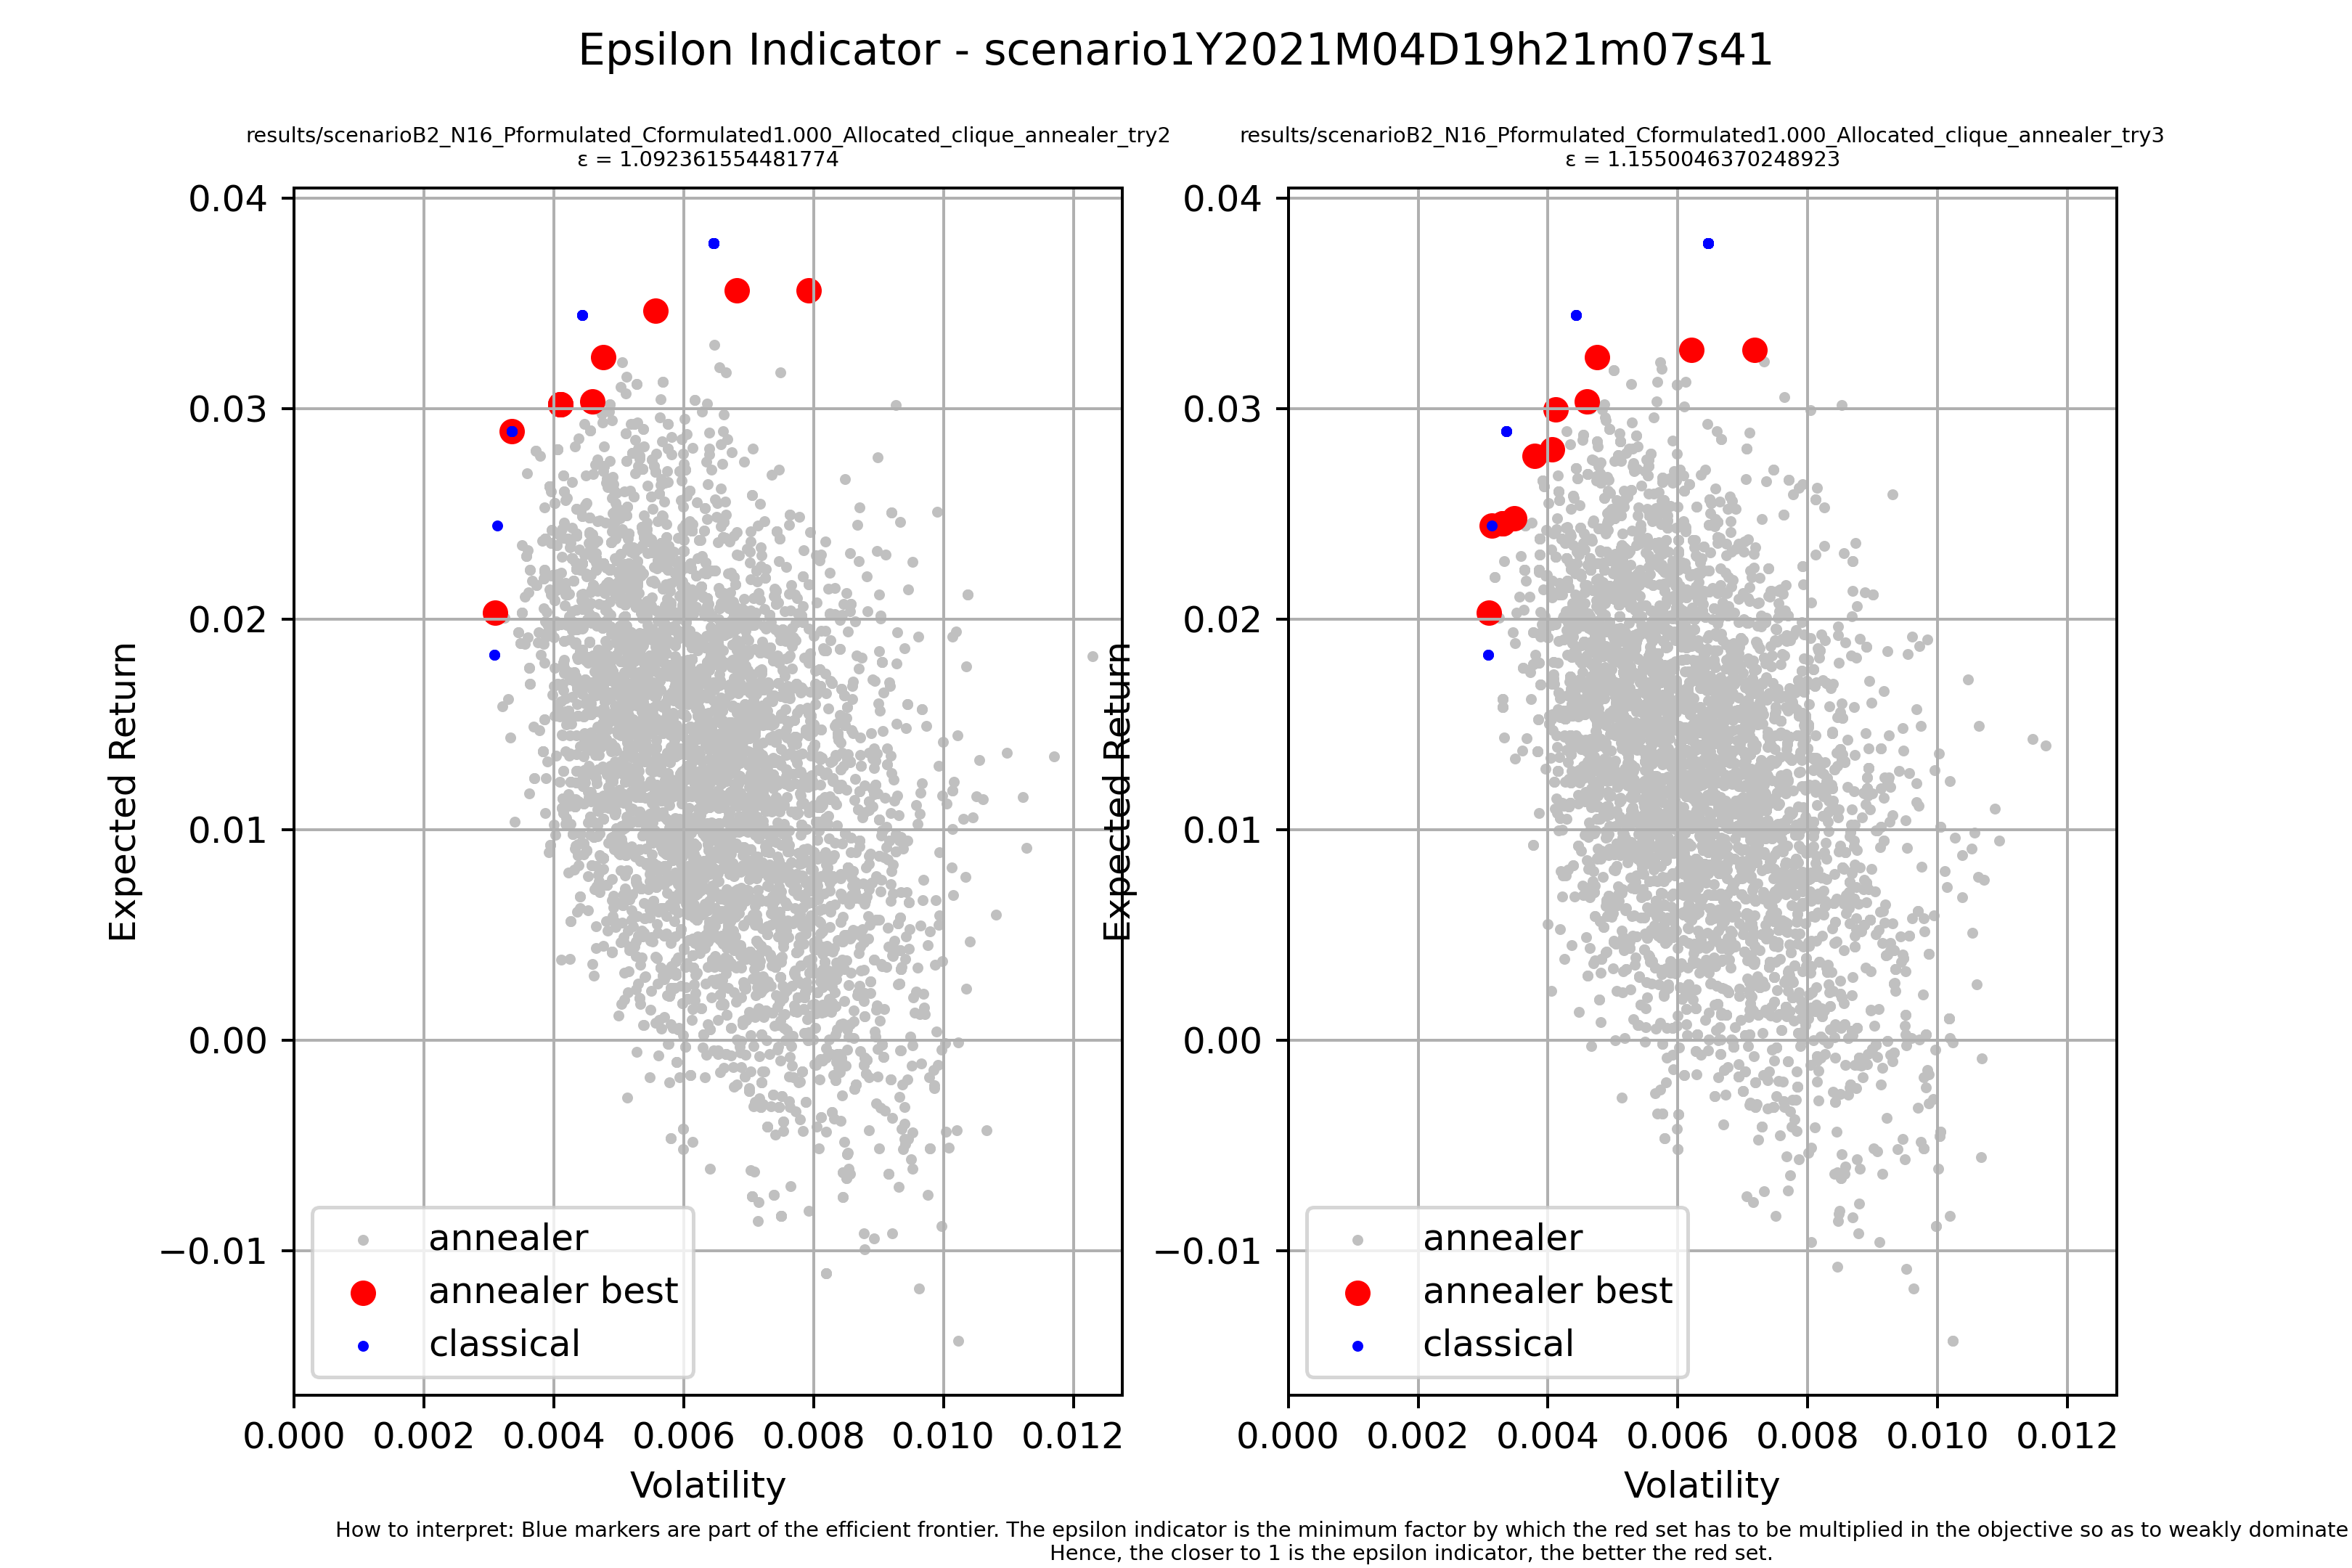 Epsilon Indicator - scenario1Y2021M04D19h21m07s41
results/scenarioB2_N16_Pformulated_Cformulated1.000_Allocated_clique_annealer_try2
ε = 1.092361554481774
0.04
0.03
0.02
0.01
0.00
−0.01
Expected Return
annealer
annealer best
classical
0.000 0.002 0.004 0.006 0.008 0.010 0.012
Volatility
results/scenarioB2_N16_Pformulated_Cformulated1.000_Allocated_clique_annealer_try3
ε = 1.1550046370248923
0.04
0.03
0.02
0.01
0.00
−0.01
Expected Return
annealer
annealer best
classical
0.000 0.002 0.004 0.006 0.008 0.010 0.012
Volatility
How to interpret: Blue markers are part of the efficient frontier. The epsilon indicator is the minimum factor by which the red set has to be multiplied in the objective so as to weakly dominate
Hence, the closer to 1 is the epsilon indicator, the better the red set.